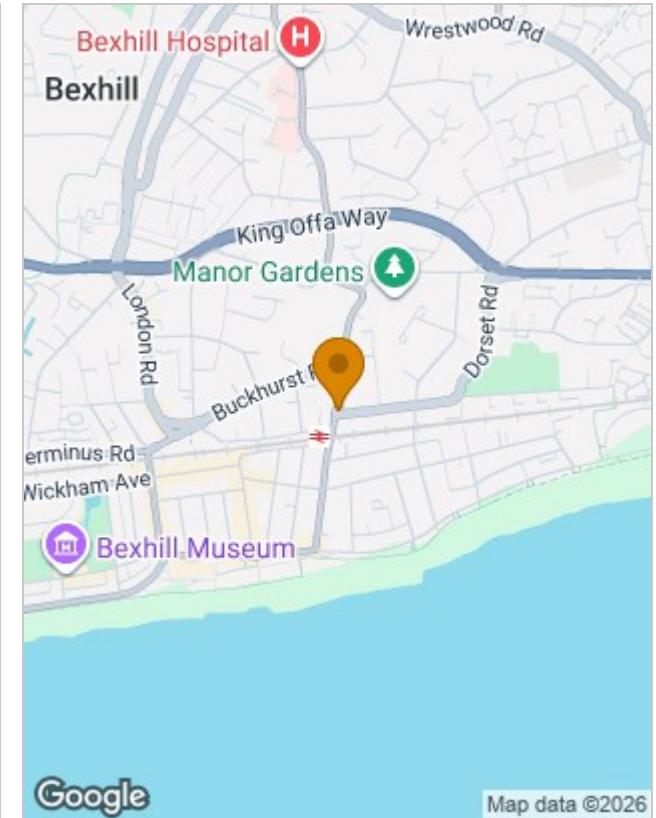 Wrestwood Rd
Bexhill Hospital
H
Bexhill
King Offa Way
Manor Gardens
London Rd
Dorset Rd
Buckhurst R
erminus Rd
Wickham Ave
Bexhill Museum
Google
Map data ©2026